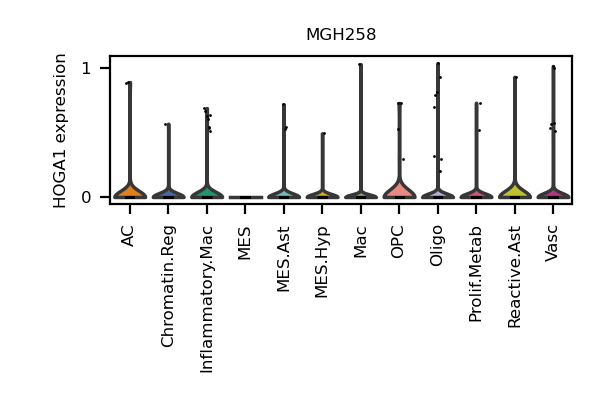 MGH258
HOGA1 expression
1
0
AC
Chromatin.Reg
Inflammatory.Mac
MES
MES.Ast
MES.Hyp
Mac
OPC
Oligo
Prolif.Metab
Reactive.Ast
Vasc